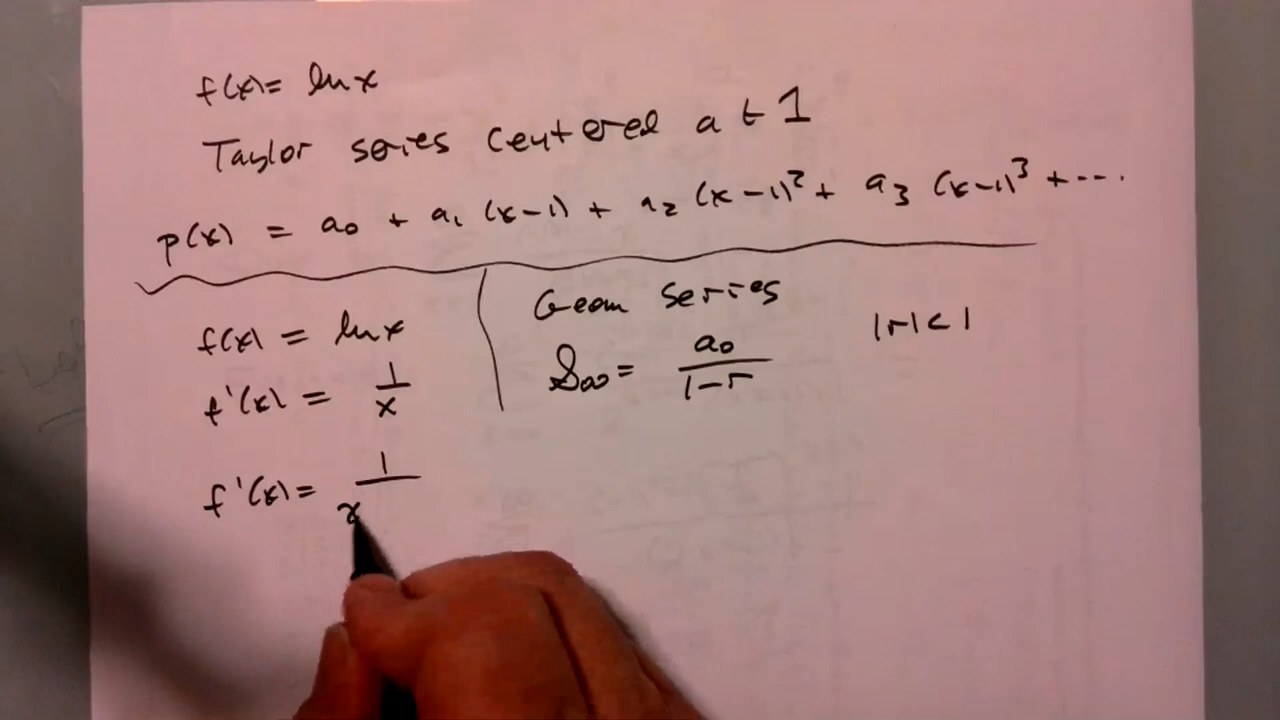 f(x) = ln x
Taylor series centered at 1
p(x) = a₀ + a₁ (x-1) + a₂ (x-1)² + a₃ (x-1)³ + ....
f(x) = ln x
f'(x) = 1/x
f'(x) = 1/x
Geom series
S∞ = a₀/(1-r)
|r| < 1